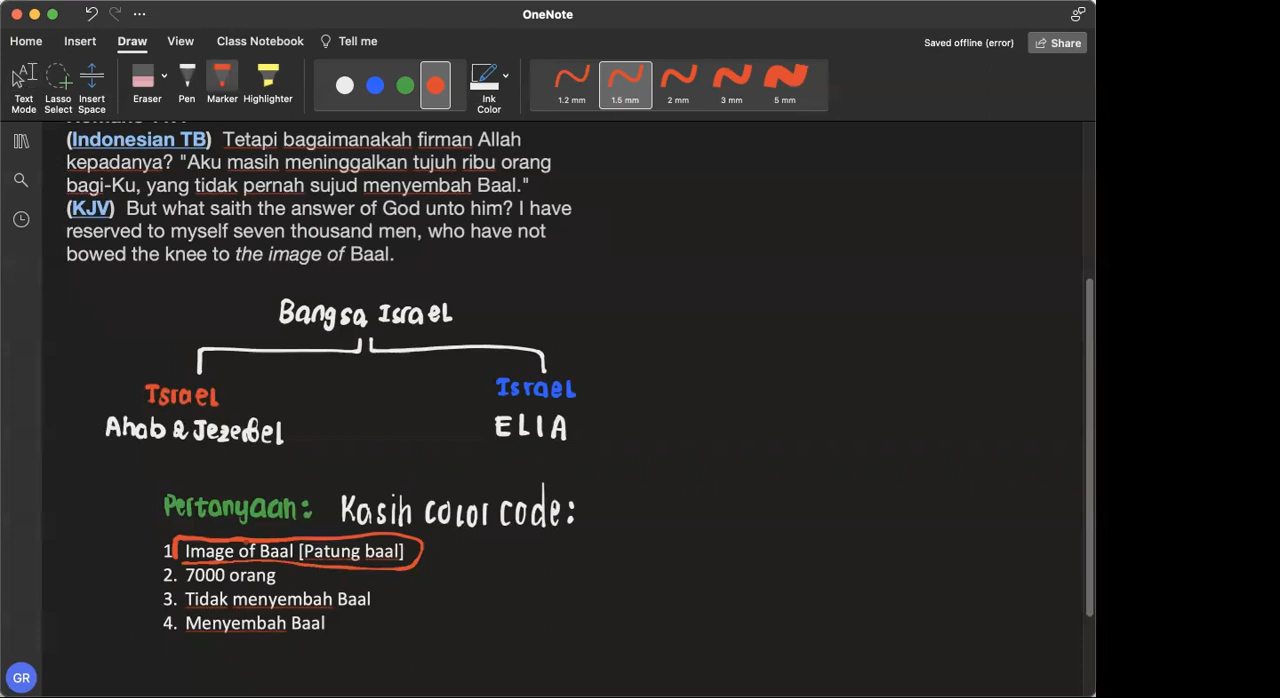 OneNote
Home Insert Draw View Class Notebook Tell me
Saved offline (error) Share
Text Mode
Lasso Select
Insert Space
Eraser
Pen
Marker
Highlighter
Ink Color
1.2 mm
1.5 mm
2 mm
3 mm
5 mm
(Indonesian TB) Tetapi bagaimanakah firman Allah
kepadanya? "Aku masih meninggalkan tujuh ribu orang
bagi-Ku, yang tidak pernah sujud menyembah Baal."
(KJV) But what saith the answer of God unto him? I have
reserved to myself seven thousand men, who have not
bowed the knee to the image of Baal.
Bangsa Israel
Israel Israel
Ahab & Jezebel ELIA
Pertanyaan: Kasih color code:
1. Image of Baal [Patung baal]
2. 7000 orang
3. Tidak menyembah Baal
4. Menyembah Baal
GR